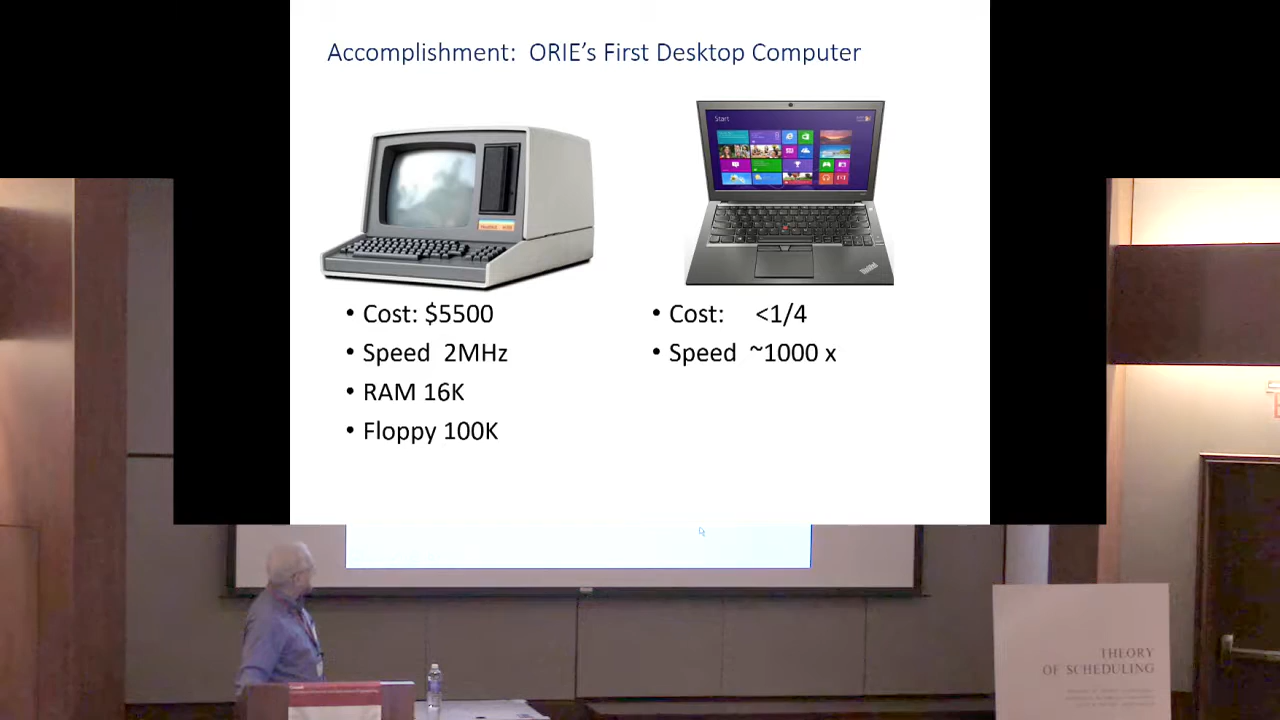 Accomplishment: ORIE's First Desktop Computer
Start
• Cost: $5500
• Speed 2MHz
• RAM 16K
• Floppy 100K
• Cost: <1/4
• Speed ~1000 x
ThinkPad
THEORY
OF SCHEDULING